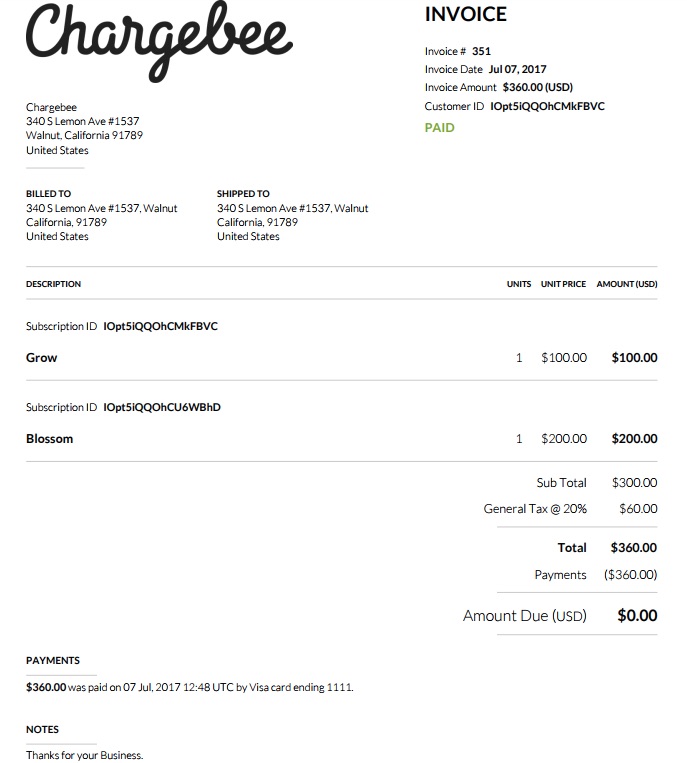 Chargebee
INVOICE
Invoice # 351
Invoice Date Jul 07, 2017
Invoice Amount $360.00 (USD)
Customer ID IOpt5iQQOhCMkFBVC
PAID
Chargebee
340 S Lemon Ave #1537
Walnut, California 91789
United States
BILLED TO
340 S Lemon Ave #1537, Walnut
California, 91789
United States
SHIPPED TO
340 S Lemon Ave #1537, Walnut
California, 91789
United States
DESCRIPTION UNITS UNIT PRICE AMOUNT (USD)
Subscription ID IOpt5iQQOhCMkFBVC
Grow 1 $100.00 $100.00
Subscription ID IOpt5iQQOhCU6WBhD
Blossom 1 $200.00 $200.00
Sub Total $300.00
General Tax @ 20% $60.00
Total $360.00
Payments ($360.00)
Amount Due (USD) $0.00
PAYMENTS
$360.00 was paid on 07 Jul, 2017 12:48 UTC by Visa card ending 1111.
NOTES
Thanks for your Business.